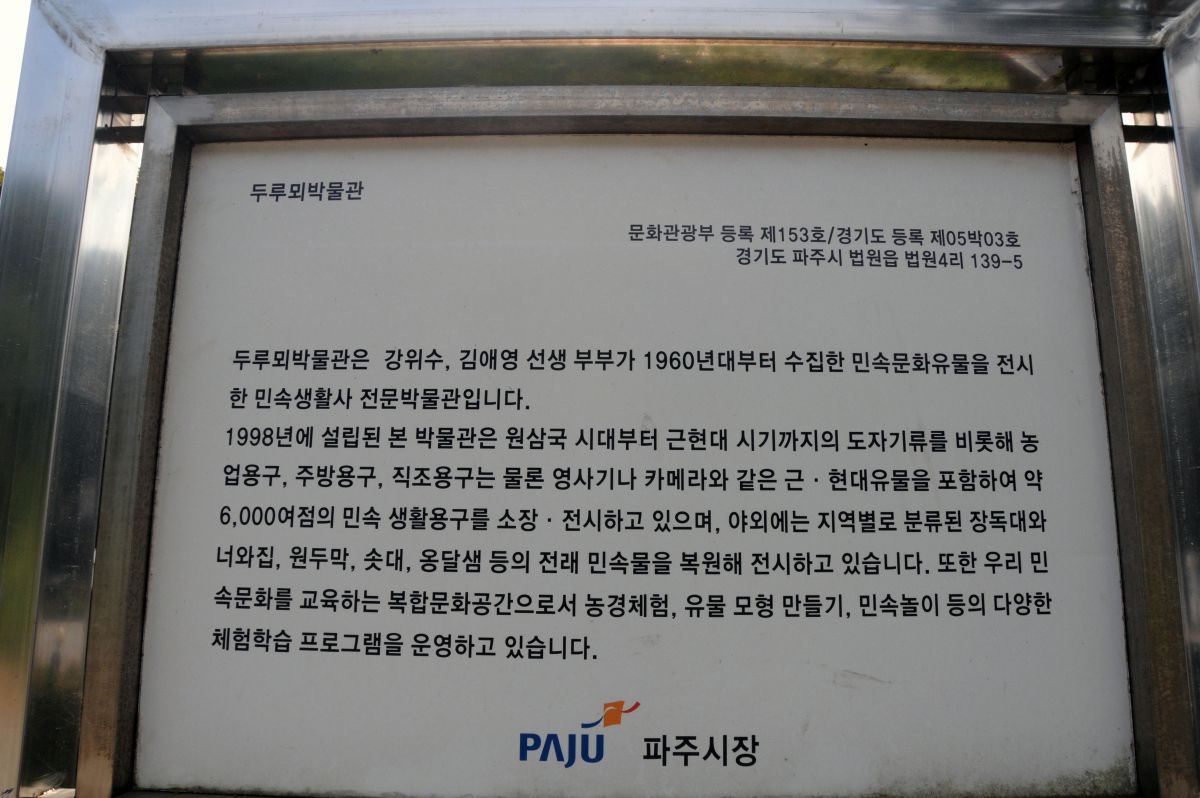 두루뫼박물관
문화관광부 등록 제153호/경기도 등록 제05박03호
경기도 파주시 법원읍 법원4리 139-5
두루뫼박물관은 강위수, 김애영 선생 부부가 1960년대부터 수집한 민속문화유물을 전시
한 민속생활사 전문박물관입니다.
1998년에 설립된 본 박물관은 원삼국 시대부터 근현대 시기까지의 도자기류를 비롯해 농
업용구, 주방용구, 직조용구는 물론 영사기나 카메라와 같은 근·현대유물을 포함하여 약
6,000여점의 민속 생활용구를 소장·전시하고 있으며, 야외에는 지역별로 분류된 장독대와
너와집, 원두막, 솟대, 옹달샘 등의 전래 민속물을 복원해 전시하고 있습니다. 또한 우리 민
속문화를 교육하는 복합문화공간으로서 농경체험, 유물 모형 만들기, 민속놀이 등의 다양한
체험학습 프로그램을 운영하고 있습니다.
PAJU 파주시장